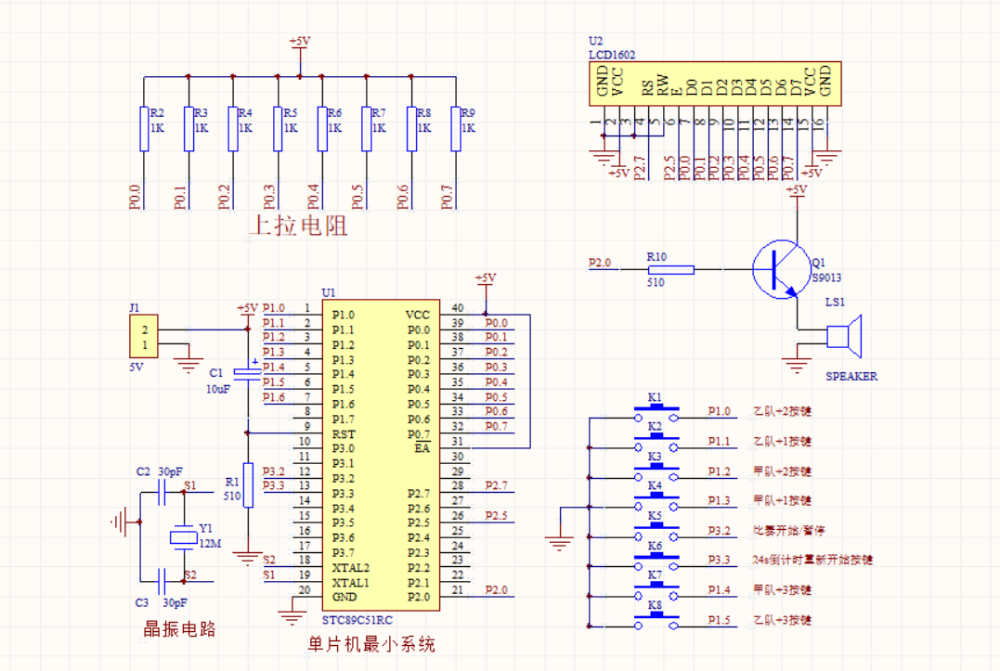 +5V
R2 R3 R4 R5 R6 R7 R8 R9
1K 1K 1K 1K 1K 1K 1K 1K
P0.0 P0.1 P0.2 P0.3 P0.4 P0.5 P0.6 P0.7
上拉电阻
U2
LCD1602
GND VCC RS RW E D0 D1 D2 D3 D4 D5 D6 D7 VCC GND
1 2 3 4 5 6 7 8 9 10 11 12 13 14 15 16
+5V P2.7 P2.5 P0.0 P0.1 P0.2 P0.3 P0.4 P0.5 P0.6 P0.7 +5V
+5V
P2.0 R10
510
Q1
S9013
LS1
SPEAKER
J1
2
1
5V
+5V
C1
10uF
+
R1
510
C2 30pF
S1
Y1
12M
S2
C3 30pF
晶振电路
U1
+5V
P1.0 1 P1.0 VCC 40
P1.1 2 P1.1 P0.0 39 P0.0
P1.2 3 P1.2 P0.1 38 P0.1
P1.3 4 P1.3 P0.2 37 P0.2
P1.4 5 P1.4 P0.3 36 P0.3
P1.5 6 P1.5 P0.4 35 P0.4
P1.6 7 P1.6 P0.5 34 P0.5
8 P1.7 P0.6 33 P0.6
9 RST P0.7 32 P0.7
10 P3.0 EA 31
11 P3.1 30
P3.2 12 P3.2 29
P3.3 13 P3.3 P2.7 28 P2.7
14 P3.4 P2.6 27
15 P3.5 P2.5 26 P2.5
16 P3.6 P2.4 25
17 P3.7 P2.3 24
S2 18 XTAL2 P2.2 23
S1 19 XTAL1 P2.1 22
20 GND P2.0 21 P2.0
STC89C51RC
单片机最小系统
K1 P1.0 乙队+2按键
K2 P1.1 乙队+1按键
K3 P1.2 甲队+2按键
K4 P1.3 甲队+1按键
K5 P3.2 比赛开始/暂停
K6 P3.3 24s倒计时重新开始按键
K7 P1.4 甲队+3按键
K8 P1.5 乙队+3按键